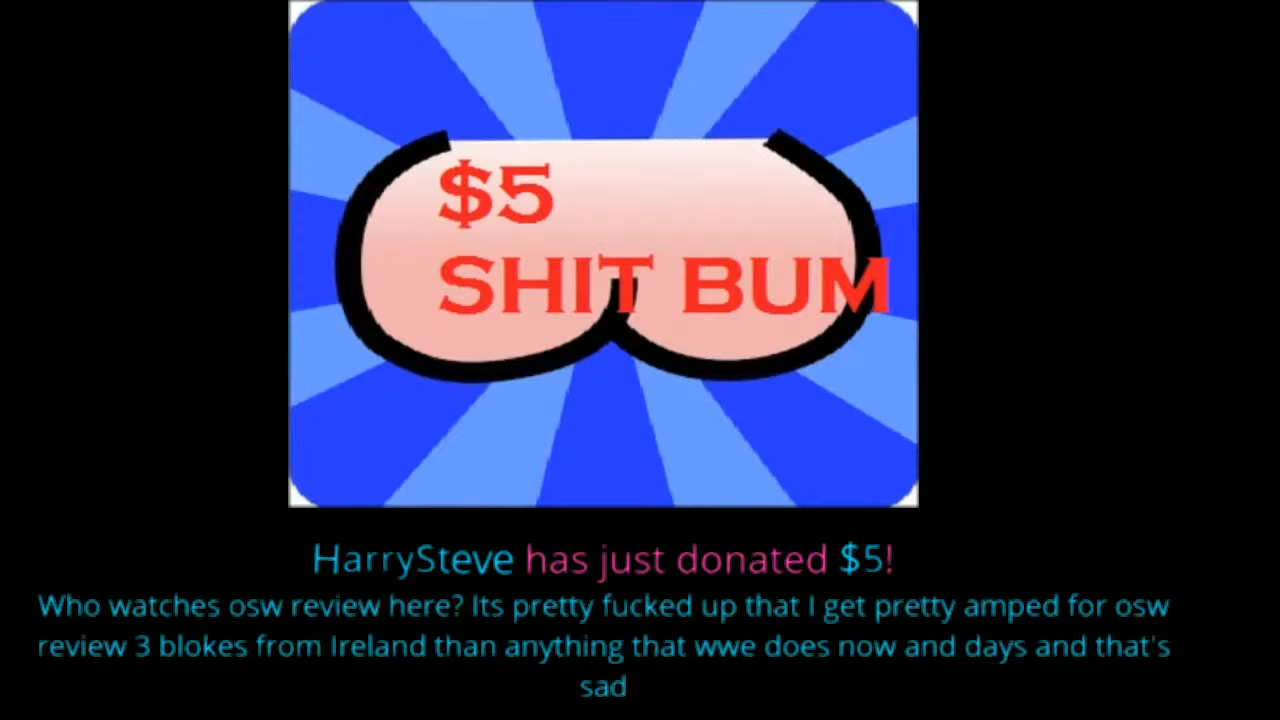 $5
SHIT BUM
HarrySteve has just donated $5!
Who watches osw review here? Its pretty fucked up that I get pretty amped for osw
review 3 blokes from Ireland than anything that wwe does now and days and that's
sad